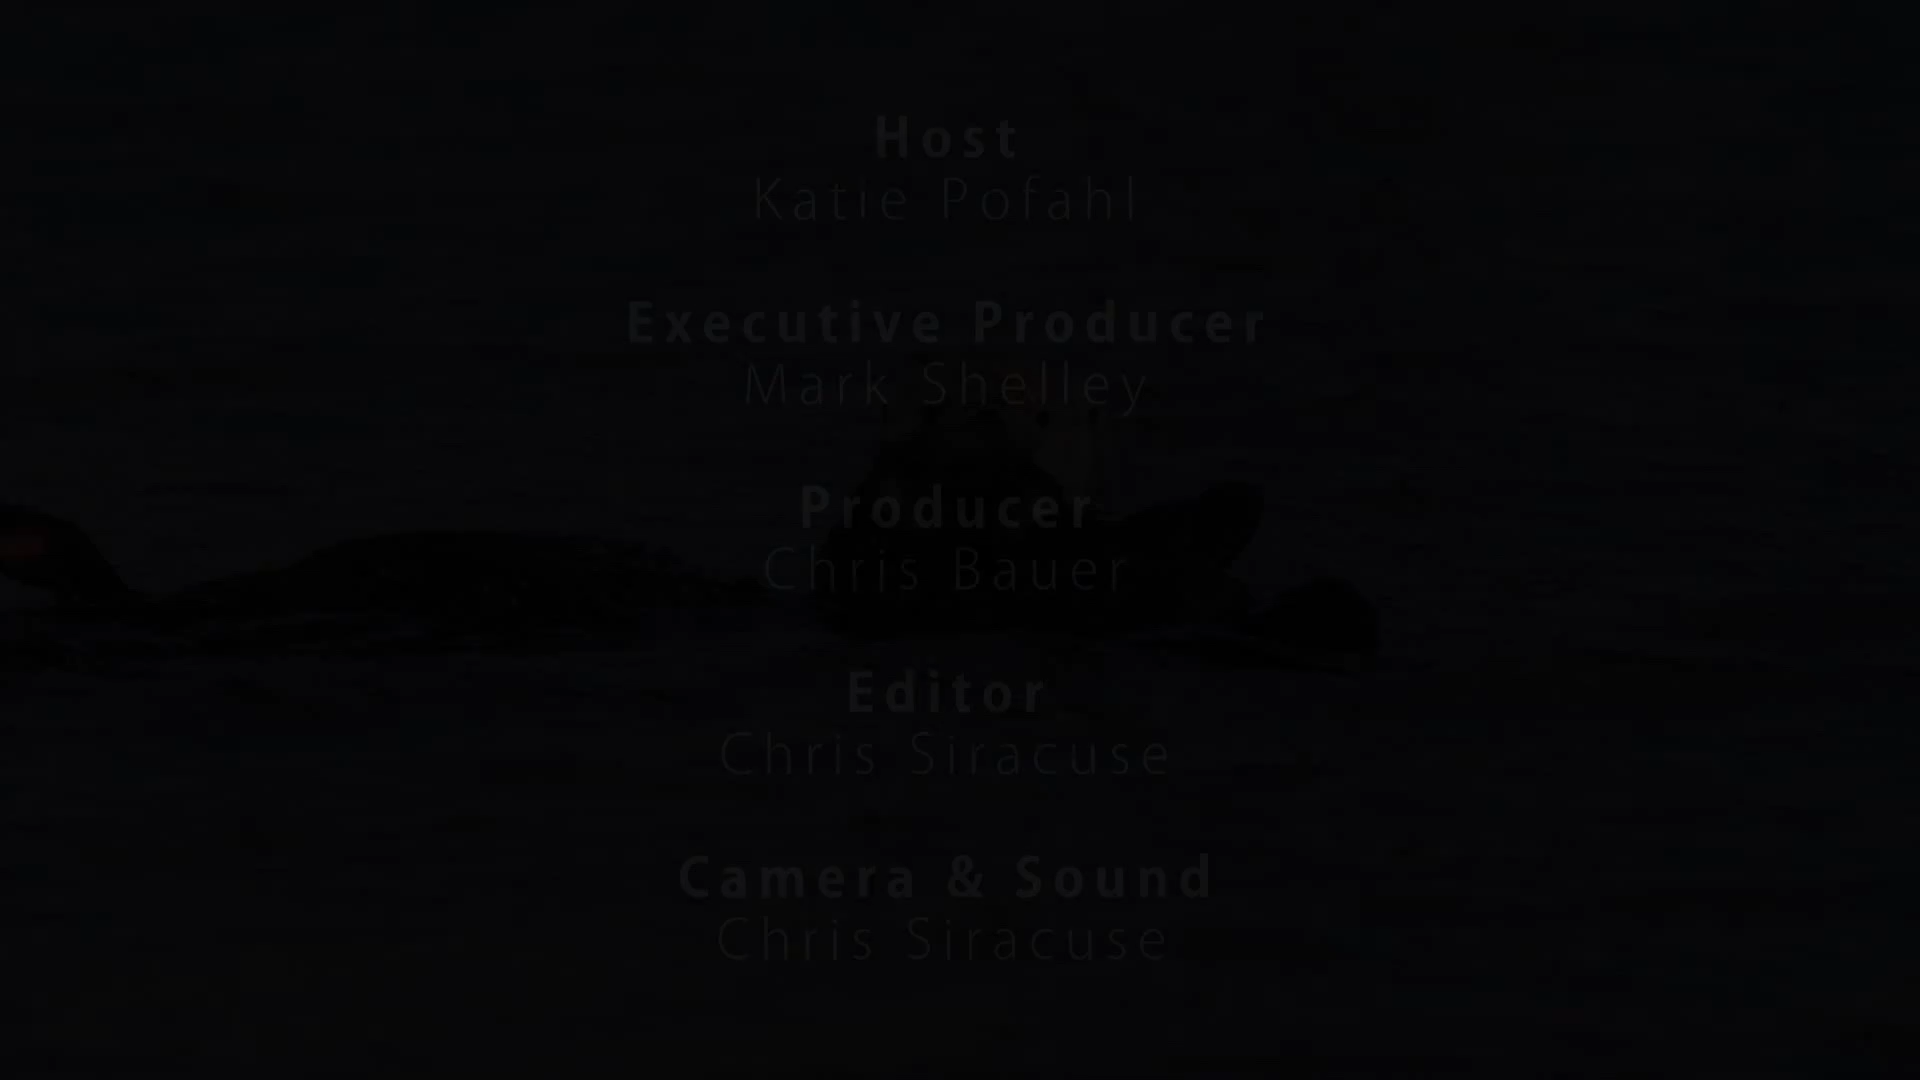 Host
Katie Pofahl
Executive Producer
Mark Shelley
Producer
Chris Bauer
Editor
Chris Siracuse
Camera & Sound
Chris Siracuse